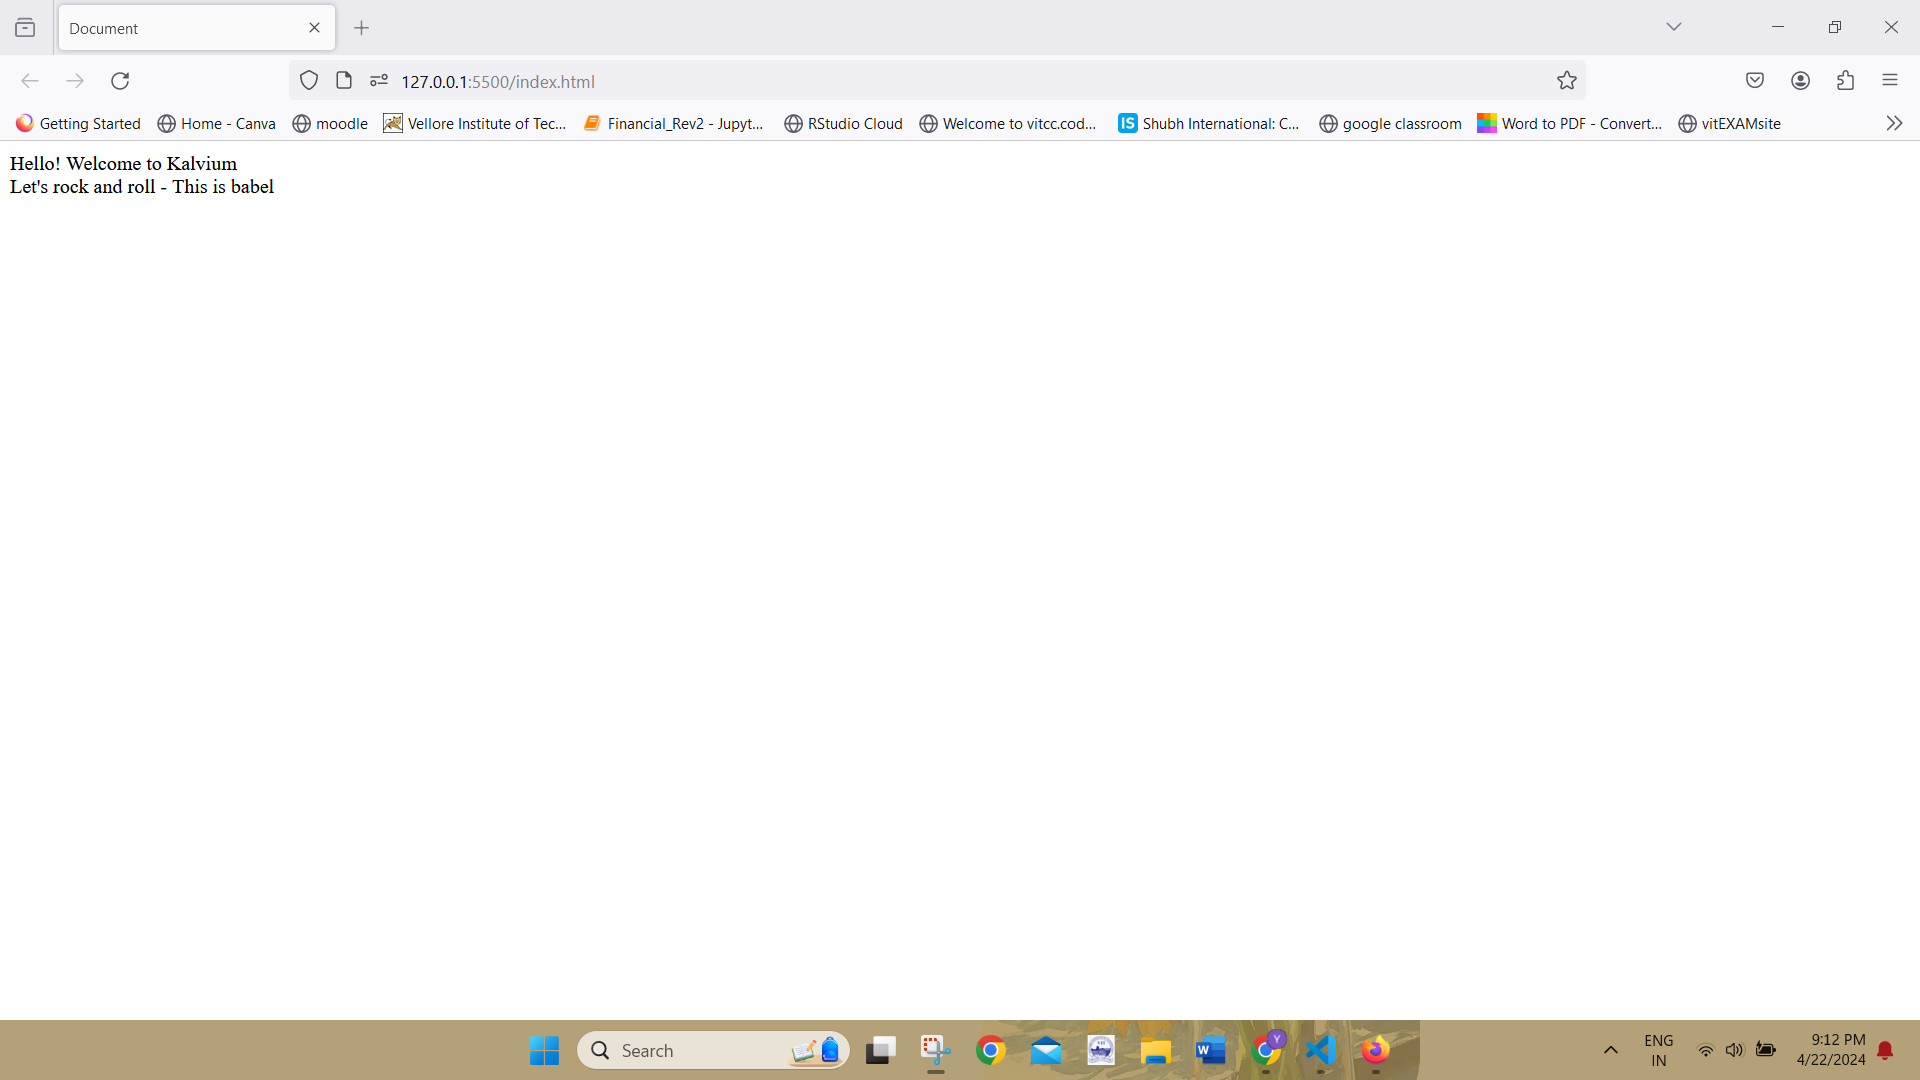 Document
127.0.0.1:5500/index.html
Getting Started Home - Canva moodle Vellore Institute of Tec... Financial_Rev2 - Jupyt... RStudio Cloud Welcome to vitcc.cod... IS Shubh International: C... google classroom Word to PDF - Convert... vitEXAMsite
Hello! Welcome to Kalvium
Let's rock and roll - This is babel
Search W Y ENG 9:12 PM
IN 4/22/2024